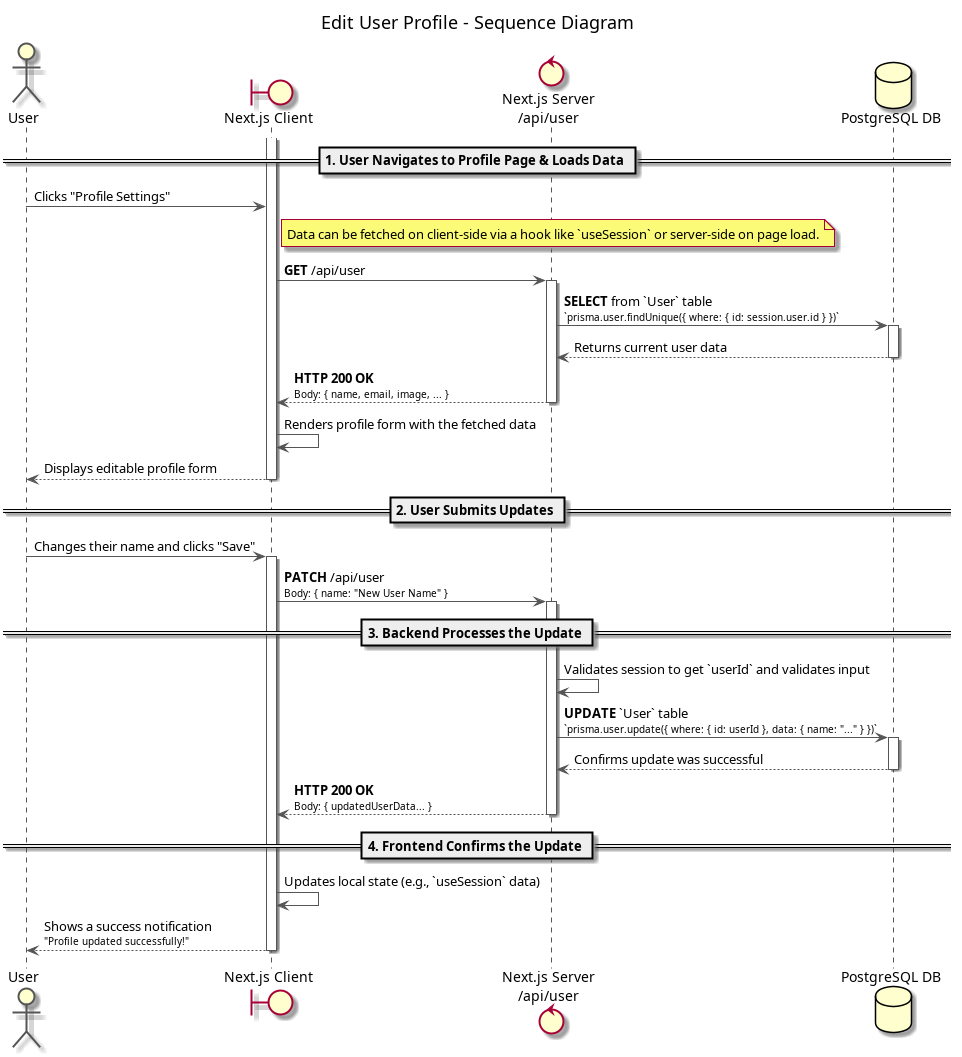 Edit User Profile - Sequence Diagram
User
Next.js Client
Next.js Server
/api/user
PostgreSQL DB
1. User Navigates to Profile Page & Loads Data
Clicks "Profile Settings"
Data can be fetched on client-side via a hook like `useSession` or server-side on page load.
GET /api/user
SELECT from `User` table
`prisma.user.findUnique({ where: { id: session.user.id } })`
Returns current user data
HTTP 200 OK
Body: { name, email, image, ... }
Renders profile form with the fetched data
Displays editable profile form
2. User Submits Updates
Changes their name and clicks "Save"
PATCH /api/user
Body: { name: "New User Name" }
3. Backend Processes the Update
Validates session to get `userId` and validates input
UPDATE `User` table
`prisma.user.update({ where: { id: userId }, data: { name: "..." } })`
Confirms update was successful
HTTP 200 OK
Body: { updatedUserData... }
4. Frontend Confirms the Update
Updates local state (e.g., `useSession` data)
Shows a success notification
"Profile updated successfully!"
User
Next.js Client
Next.js Server
/api/user
PostgreSQL DB